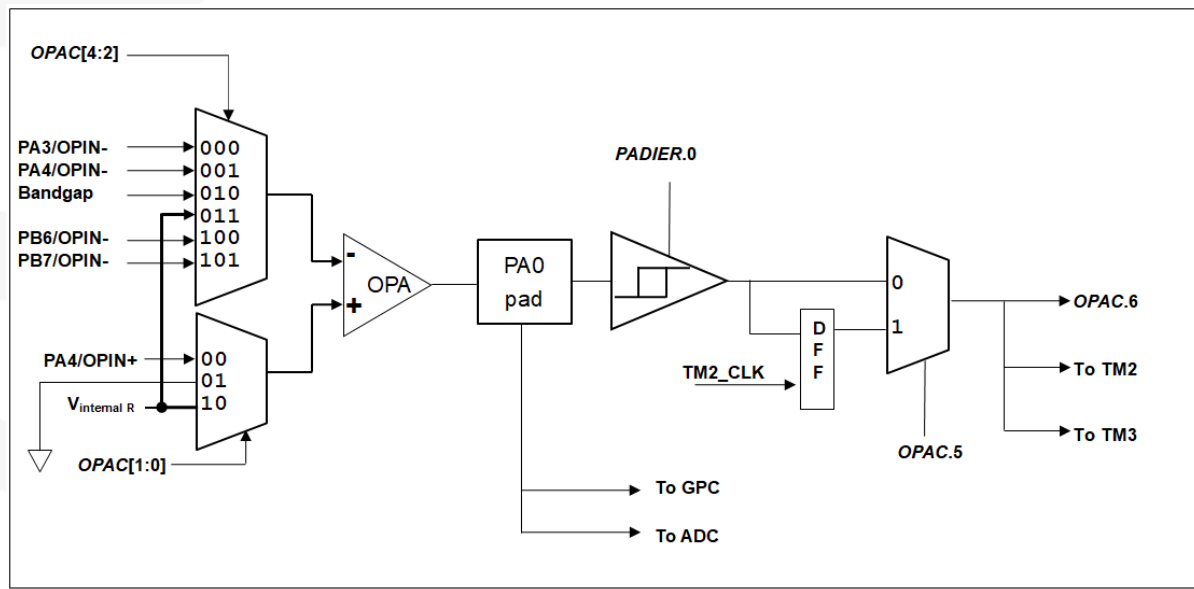 OPAC[4:2]
PA3/OPIN-
PA4/OPIN-
Bandgap
PB6/OPIN-
PB7/OPIN-
000
001
010
011
100
101
-
+
OPA
PA4/OPIN+
Vinternal R
00
01
10
OPAC[1:0]
PA0
pad
To GPC
To ADC
PADIER.0
TM2_CLK
D
F
F
0
1
OPAC.5
OPAC.6
To TM2
To TM3